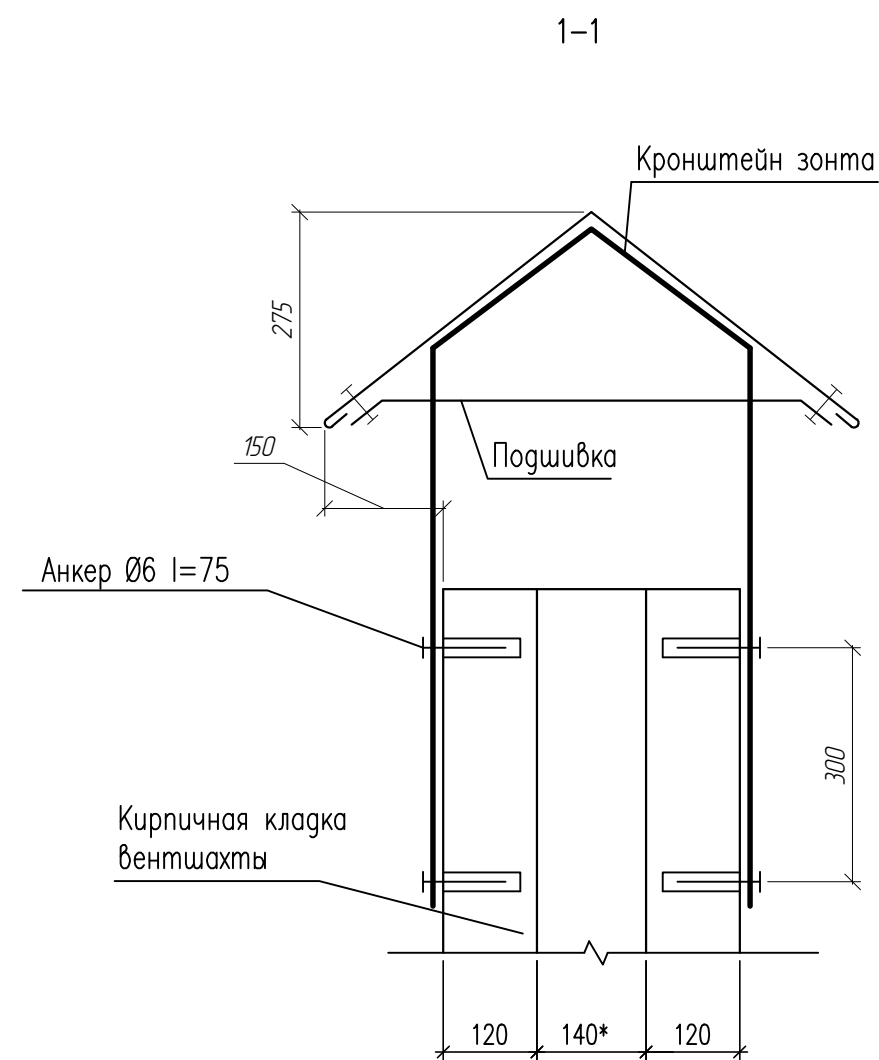 1-1
Кронштейн зонта
275
150
Подшивка
Анкер Ø6 l=75
300
Кирпичная кладка
вентшахты
120 140* 120